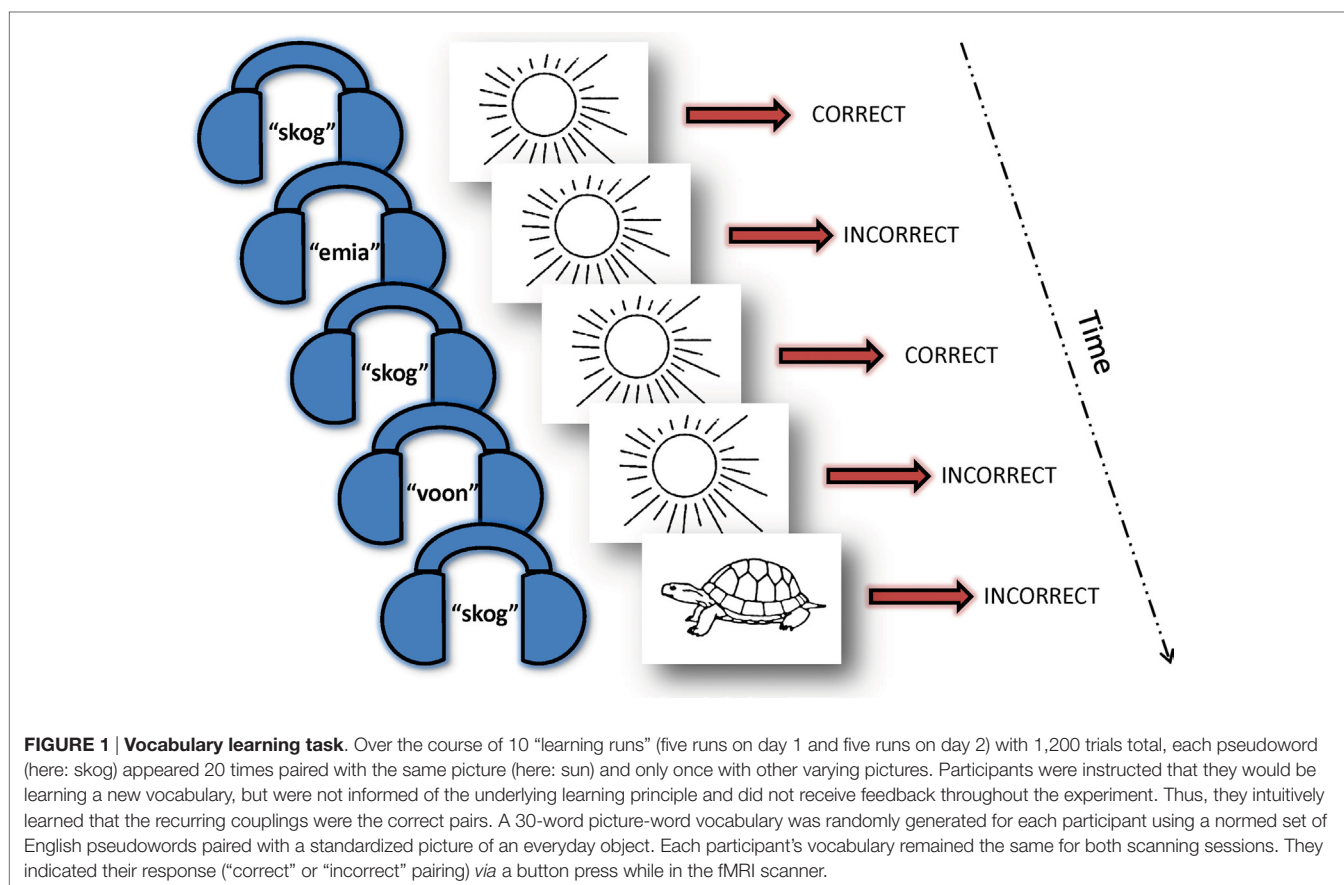 “skog”
CORRECT
“emia”
INCORRECT
“skog”
CORRECT
“voon”
INCORRECT
“skog”
INCORRECT
Time
FIGURE 1 | Vocabulary learning task. Over the course of 10 “learning runs” (five runs on day 1 and five runs on day 2) with 1,200 trials total, each pseudoword
(here: skog) appeared 20 times paired with the same picture (here: sun) and only once with other varying pictures. Participants were instructed that they would be
learning a new vocabulary, but were not informed of the underlying learning principle and did not receive feedback throughout the experiment. Thus, they intuitively
learned that the recurring couplings were the correct pairs. A 30-word picture-word vocabulary was randomly generated for each participant using a normed set of
English pseudowords paired with a standardized picture of an everyday object. Each participant’s vocabulary remained the same for both scanning sessions. They
indicated their response (“correct” or “incorrect” pairing) via a button press while in the fMRI scanner.